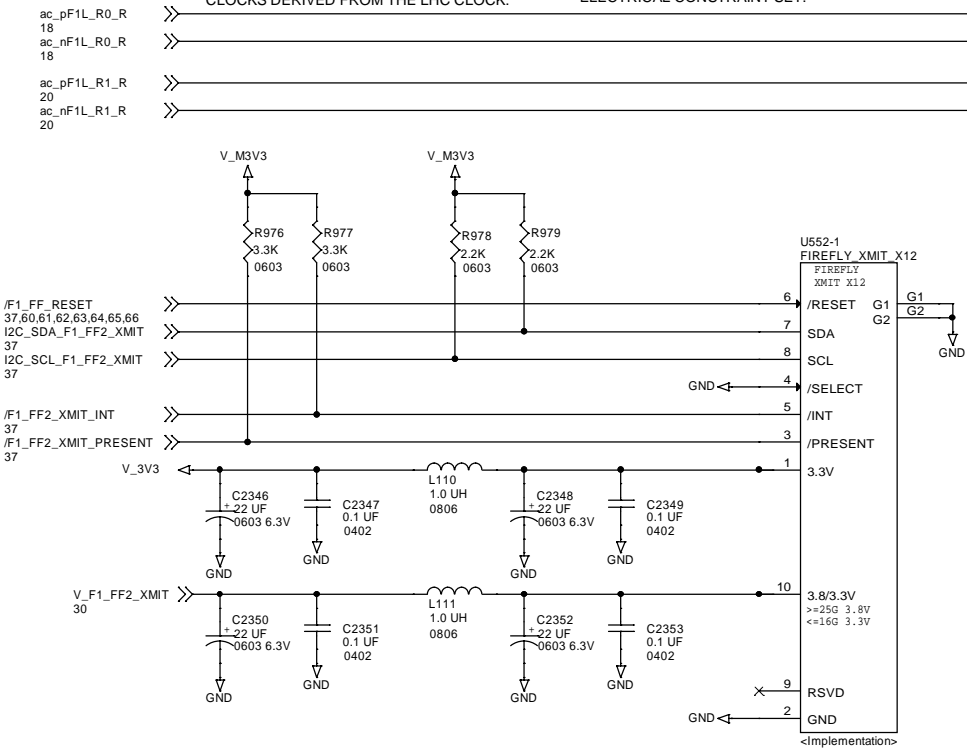 CLOCKS DERIVED FROM THE LHC CLOCK.
ELECTRICAL CONSTRAINT SET.
ac_pF1L_R0_R
18
ac_nF1L_R0_R
18
ac_pF1L_R1_R
20
ac_nF1L_R1_R
20
V_M3V3
V_M3V3
R976
3.3K
0603
R977
3.3K
0603
R978
2.2K
0603
R979
2.2K
0603
U552-1
FIREFLY_XMIT_X12
FIREFLY
XMIT X12
/F1_FF_RESET
37,60,61,62,63,64,65,66
6
/RESET
G1
G1
G2
G2
GND
I2C_SDA_F1_FF2_XMIT
37
7
SDA
I2C_SCL_F1_FF2_XMIT
37
8
SCL
GND
4
/SELECT
/F1_FF2_XMIT_INT
37
5
/INT
/F1_FF2_XMIT_PRESENT
37
3
/PRESENT
V_3V3
1
3.3V
L110
1.0 UH
0806
C2346
+
22 UF
0603 6.3V
GND
C2347
0.1 UF
0402
GND
C2348
+
22 UF
0603 6.3V
GND
C2349
0.1 UF
0402
GND
V_F1_FF2_XMIT
30
10
3.8/3.3V
>=25G 3.8V
<=16G 3.3V
L111
1.0 UH
0806
C2350
+
22 UF
0603 6.3V
GND
C2351
0.1 UF
0402
GND
C2352
+
22 UF
0603 6.3V
GND
C2353
0.1 UF
0402
GND
9
RSVD
GND
2
GND
<Implementation>